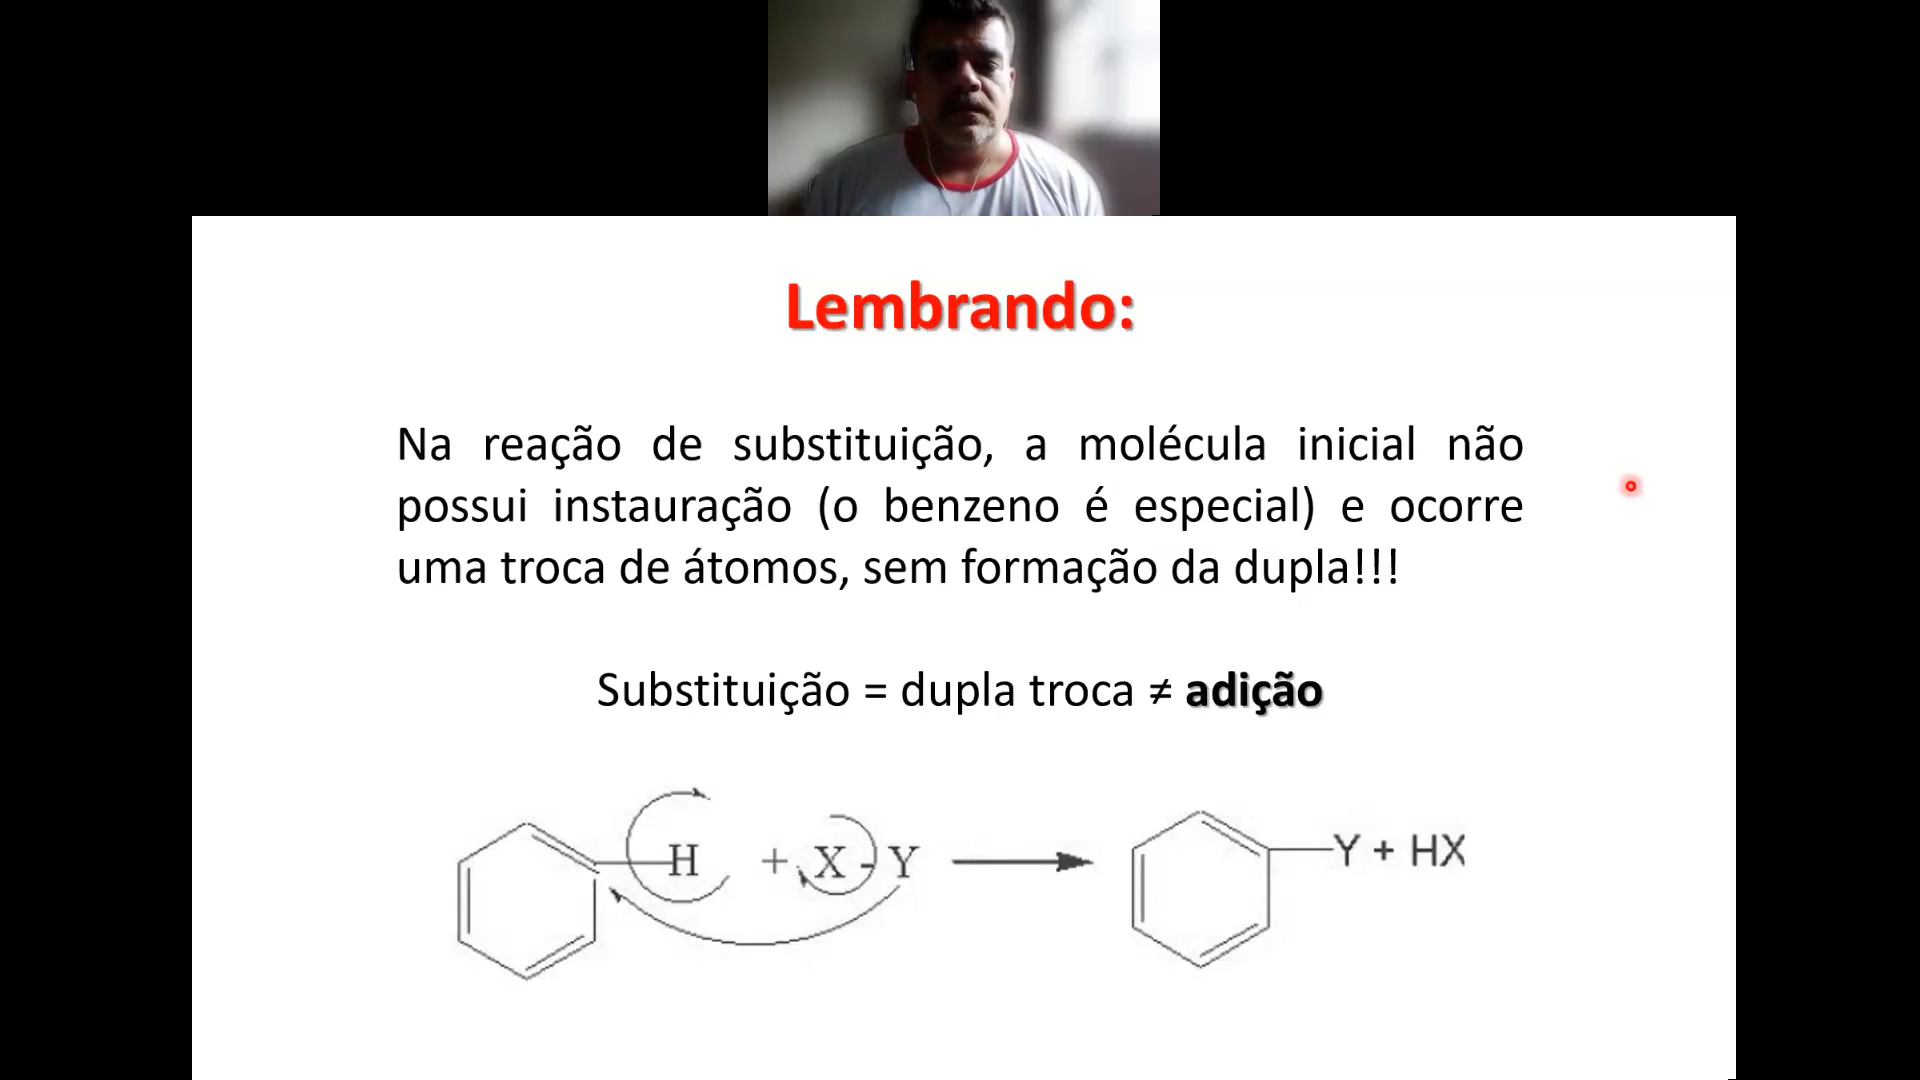 Lembrando:
Na reação de substituição, a molécula inicial não
possui instauração (o benzeno é especial) e ocorre
uma troca de átomos, sem formação da dupla!!!
Substituição = dupla troca ≠ adição
H + X - Y Y + HX